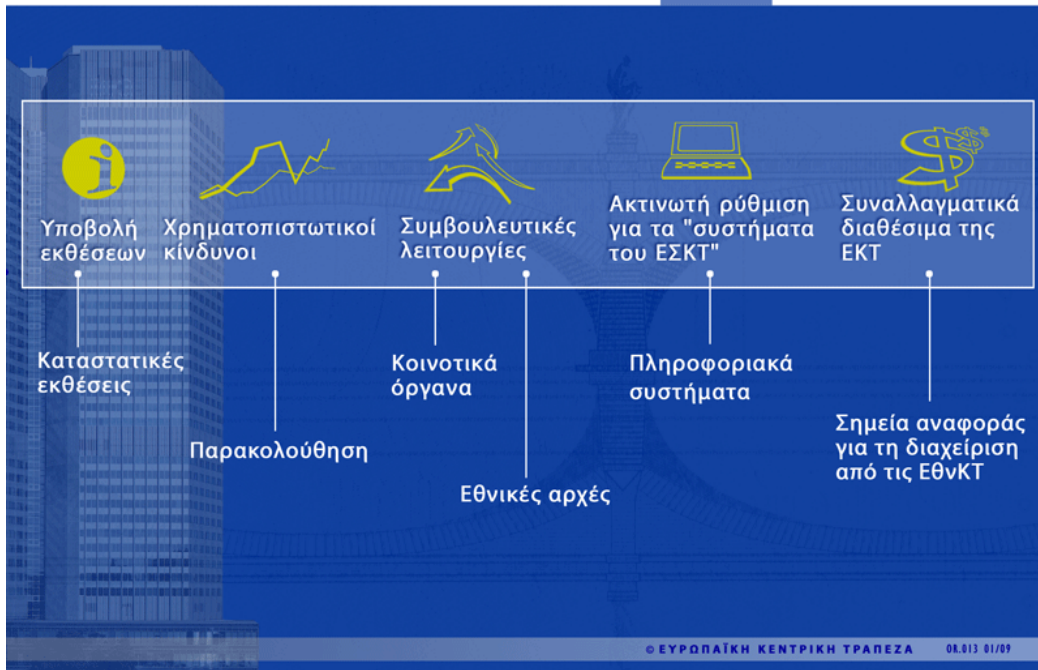 Υποβολή
εκθέσεων
Χρηματοπιστωτικοί
κίνδυνοι
Συμβουλευτικές
λειτουργίες
Ακτινωτή ρύθμιση
για τα "συστήματα
του ΕΣΚΤ"
Συναλλαγματικά
διαθέσιμα της
ΕΚΤ
Καταστατικές
εκθέσεις
Παρακολούθηση
Κοινοτικά
όργανα
Εθνικές αρχές
Πληροφοριακά
συστήματα
Σημεία αναφοράς
για τη διαχείριση
από τις ΕθνΚΤ
© ΕΥΡΩΠΑΪΚΗ ΚΕΝΤΡΙΚΗ ΤΡΑΠΕΖΑ OR.013 01/09